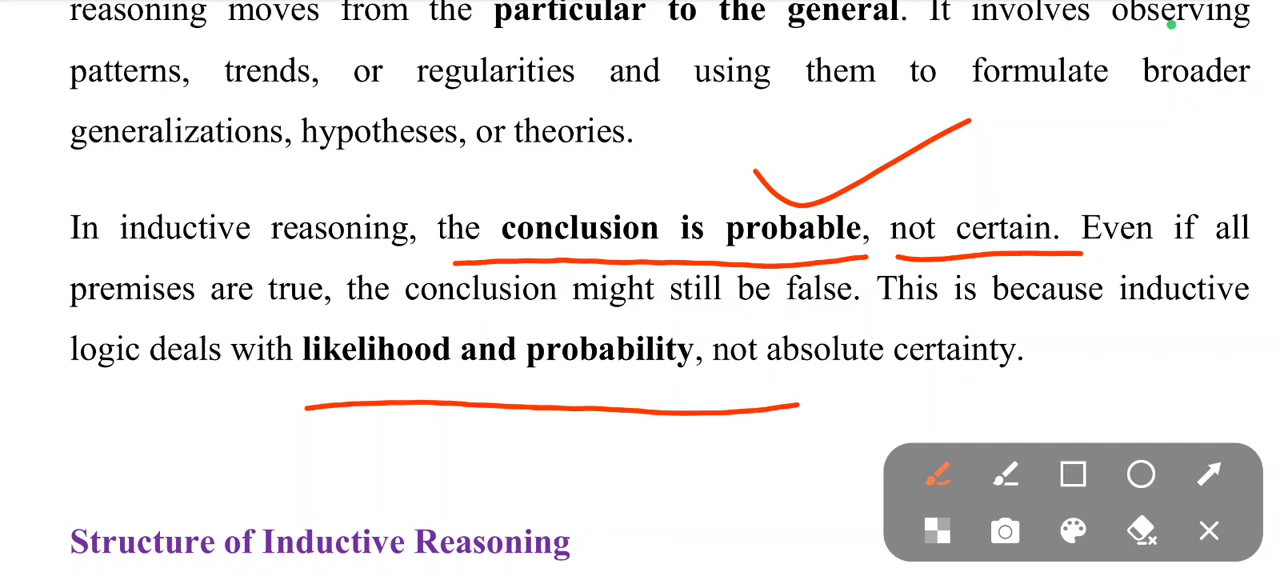 reasoning moves from the particular to the general. It involves observing
patterns, trends, or regularities and using them to formulate broader
generalizations, hypotheses, or theories.
In inductive reasoning, the conclusion is probable, not certain. Even if all
premises are true, the conclusion might still be false. This is because inductive
logic deals with likelihood and probability, not absolute certainty.
Structure of Inductive Reasoning